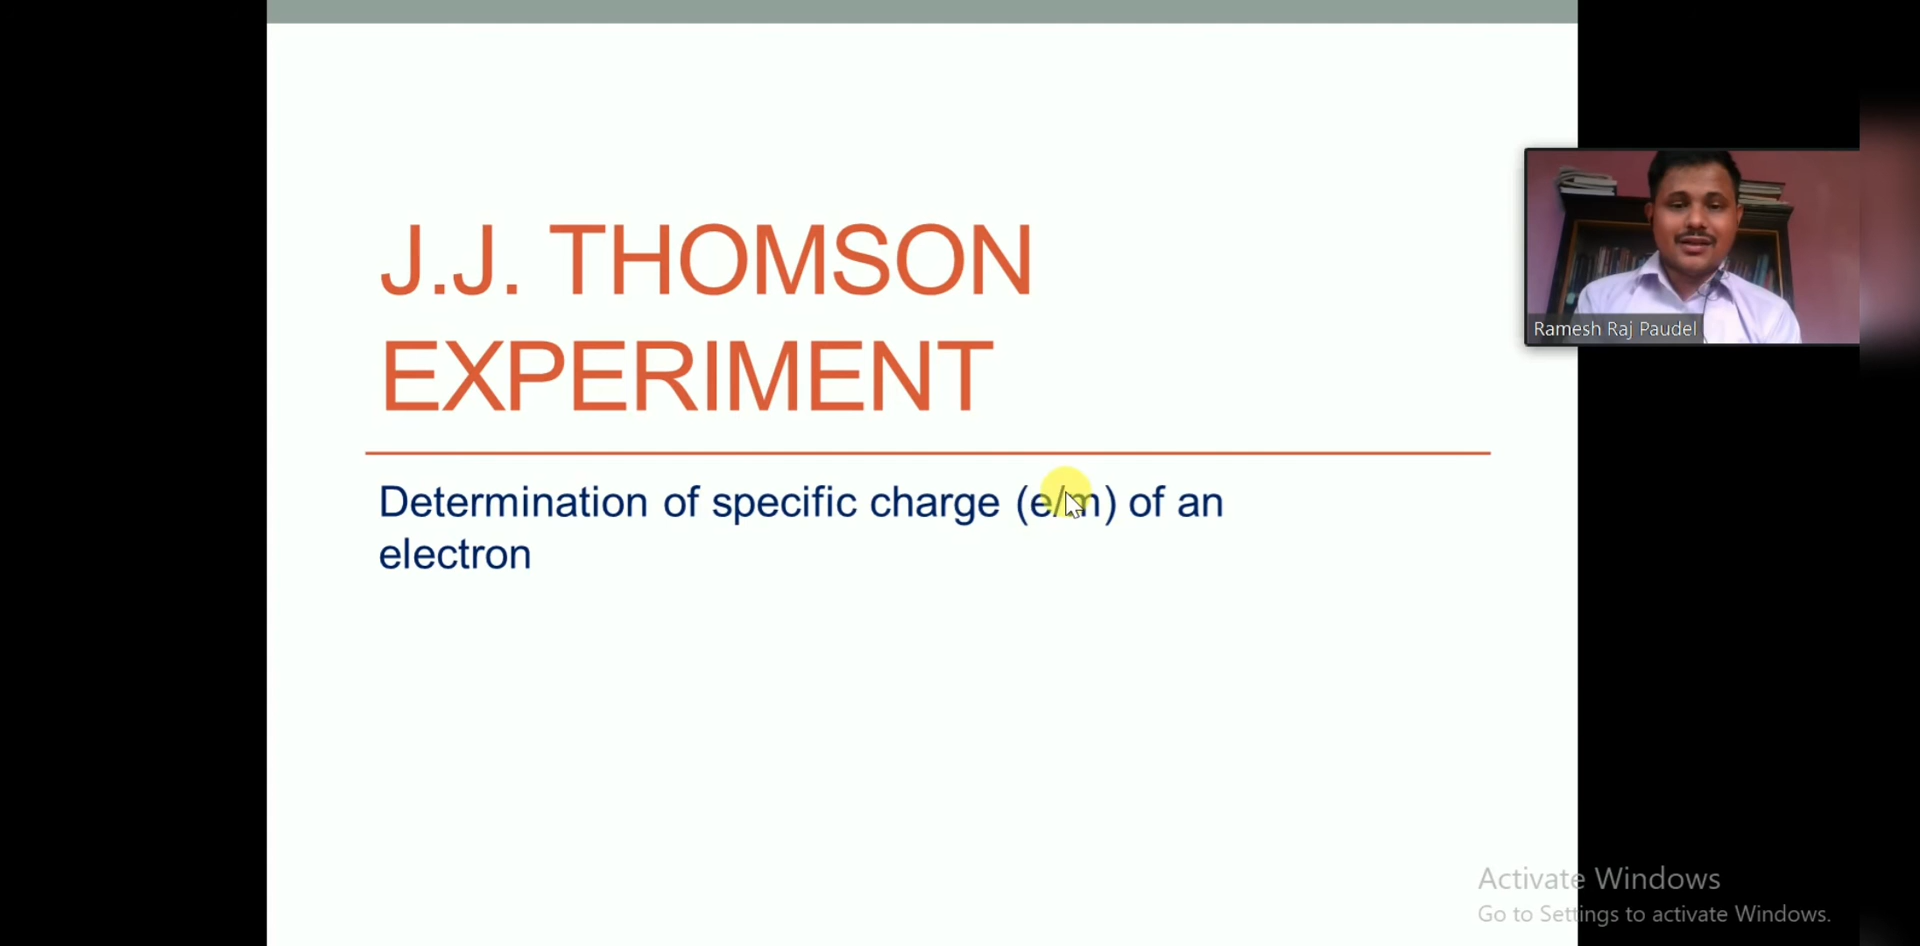 J.J. THOMSON
EXPERIMENT
Determination of specific charge (e/m) of an
electron
Ramesh Raj Paudel
Activate Windows
Go to Settings to activate Windows.